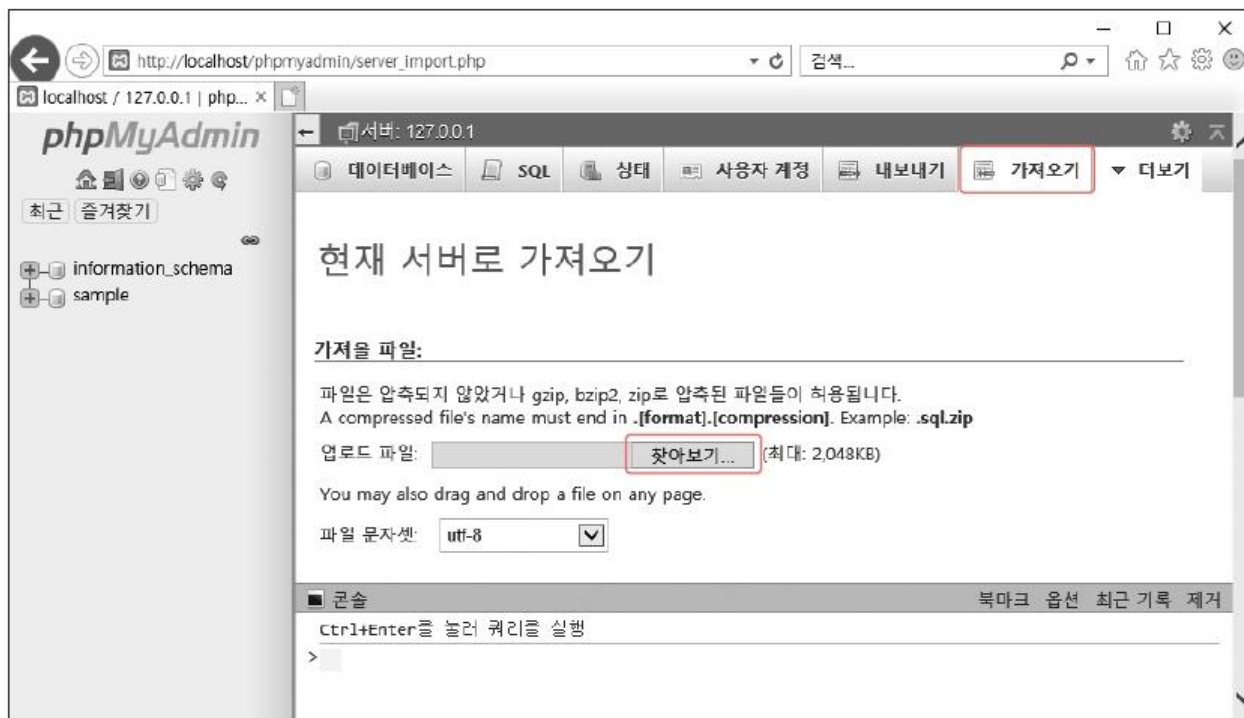 http://localhost/phpmyadmin/server_import.php
검색...
localhost / 127.0.0.1 | php...
phpMyAdmin
서버: 127.0.0.1
데이터베이스 SQL 상태 사용자 계정 내보내기 가져오기 더보기
최근 즐겨찾기
information_schema
sample
현재 서버로 가져오기
가져올 파일:
파일은 압축되지 않았거나 gzip, bzip2, zip로 압축된 파일들이 허용됩니다.
A compressed file's name must end in .[format].[compression]. Example: .sql.zip
업로드 파일: 찾아보기... (최대: 2,048KB)
You may also drag and drop a file on any page.
파일 문자셋: utf-8
콘솔 북마크 옵션 최근 기록 제거
Ctrl+Enter를 눌러 쿼리를 실행
>